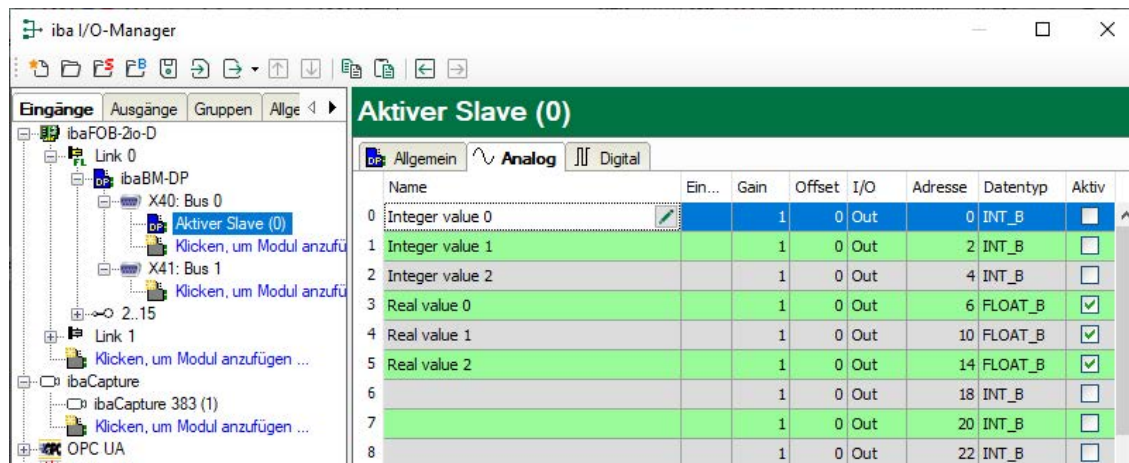 iba I/O-Manager
Eingänge Ausgänge Gruppen Allge
ibaFOB-2io-D
Link 0
ibaBM-DP
X40: Bus 0
Aktiver Slave (0)
Klicken, um Modul anzufü
X41: Bus 1
Klicken, um Modul anzufü
2..15
Link 1
Klicken, um Modul anzufügen ...
ibaCapture
ibaCapture 383 (1)
Klicken, um Modul anzufügen ...
OPC UA
Aktiver Slave (0)
Allgemein Analog Digital
Name Ein... Gain Offset I/O Adresse Datentyp Aktiv
0 Integer value 0 1 0 Out 0 INT_B
1 Integer value 1 1 0 Out 2 INT_B
2 Integer value 2 1 0 Out 4 INT_B
3 Real value 0 1 0 Out 6 FLOAT_B
4 Real value 1 1 0 Out 10 FLOAT_B
5 Real value 2 1 0 Out 14 FLOAT_B
6 1 0 Out 18 INT_B
7 1 0 Out 20 INT_B
8 1 0 Out 22 INT_B